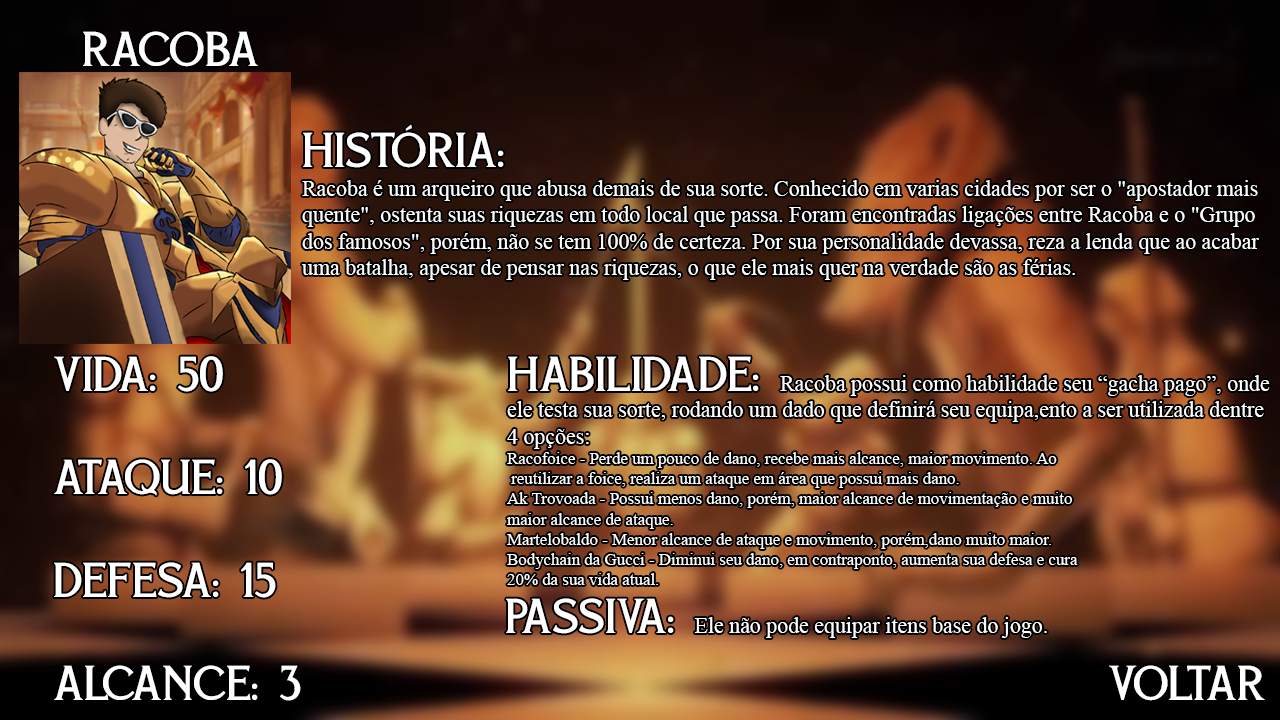 RACOBA
HISTÓRIA:
Racoba é um arqueiro que abusa demais de sua sorte. Conhecido em varias cidades por ser o "apostador mais
quente", ostenta suas riquezas em todo local que passa. Foram encontradas ligações entre Racoba e o "Grupo
dos famosos", porém, não se tem 100% de certeza. Por sua personalidade devassa, reza a lenda que ao acabar
uma batalha, apesar de pensar nas riquezas, o que ele mais quer na verdade são as férias.
VIDA: 50
ATAQUE: 10
DEFESA: 15
ALCANCE: 3
HABILIDADE: Racoba possui como habilidade seu “gacha pago”, onde
ele testa sua sorte, rodando um dado que definirá seu equipa,ento a ser utilizada dentre
4 opções:
Racofoice - Perde um pouco de dano, recebe mais alcance, maior movimento. Ao
reutilizar a foice, realiza um ataque em área que possui mais dano.
Ak Trovoada - Possui menos dano, porém, maior alcance de movimentação e muito
maior alcance de ataque.
Martelobaldo - Menor alcance de ataque e movimento, porém,dano muito maior.
Bodychain da Gucci - Diminui seu dano, em contraponto, aumenta sua defesa e cura
20% da sua vida atual.
PASSIVA: Ele não pode equipar itens base do jogo.
VOLTAR